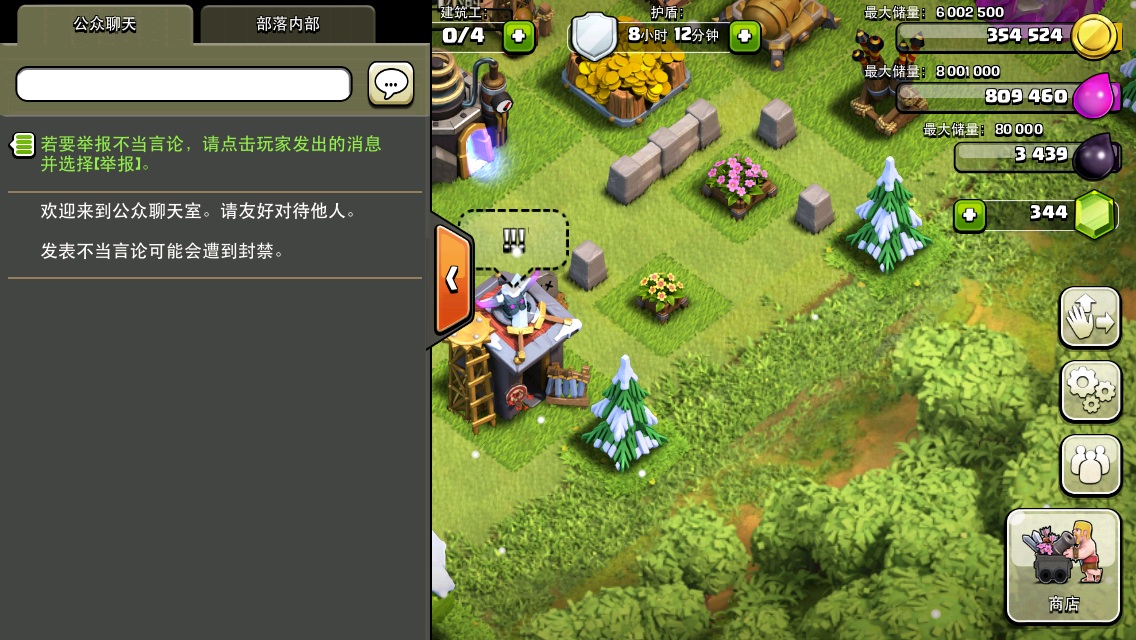 公众聊天
部落内部
若要举报不当言论，请点击玩家发出的消息
并选择[举报]。
欢迎来到公众聊天室。请友好对待他人。
发表不当言论可能会遭到封禁。
建筑工:
0/4
护盾:
8小时 12分钟
最大储量: 6 002 500
354 524
最大储量: 8 001 000
809 460
最大储量: 80 000
3 439
344
!!!
商店